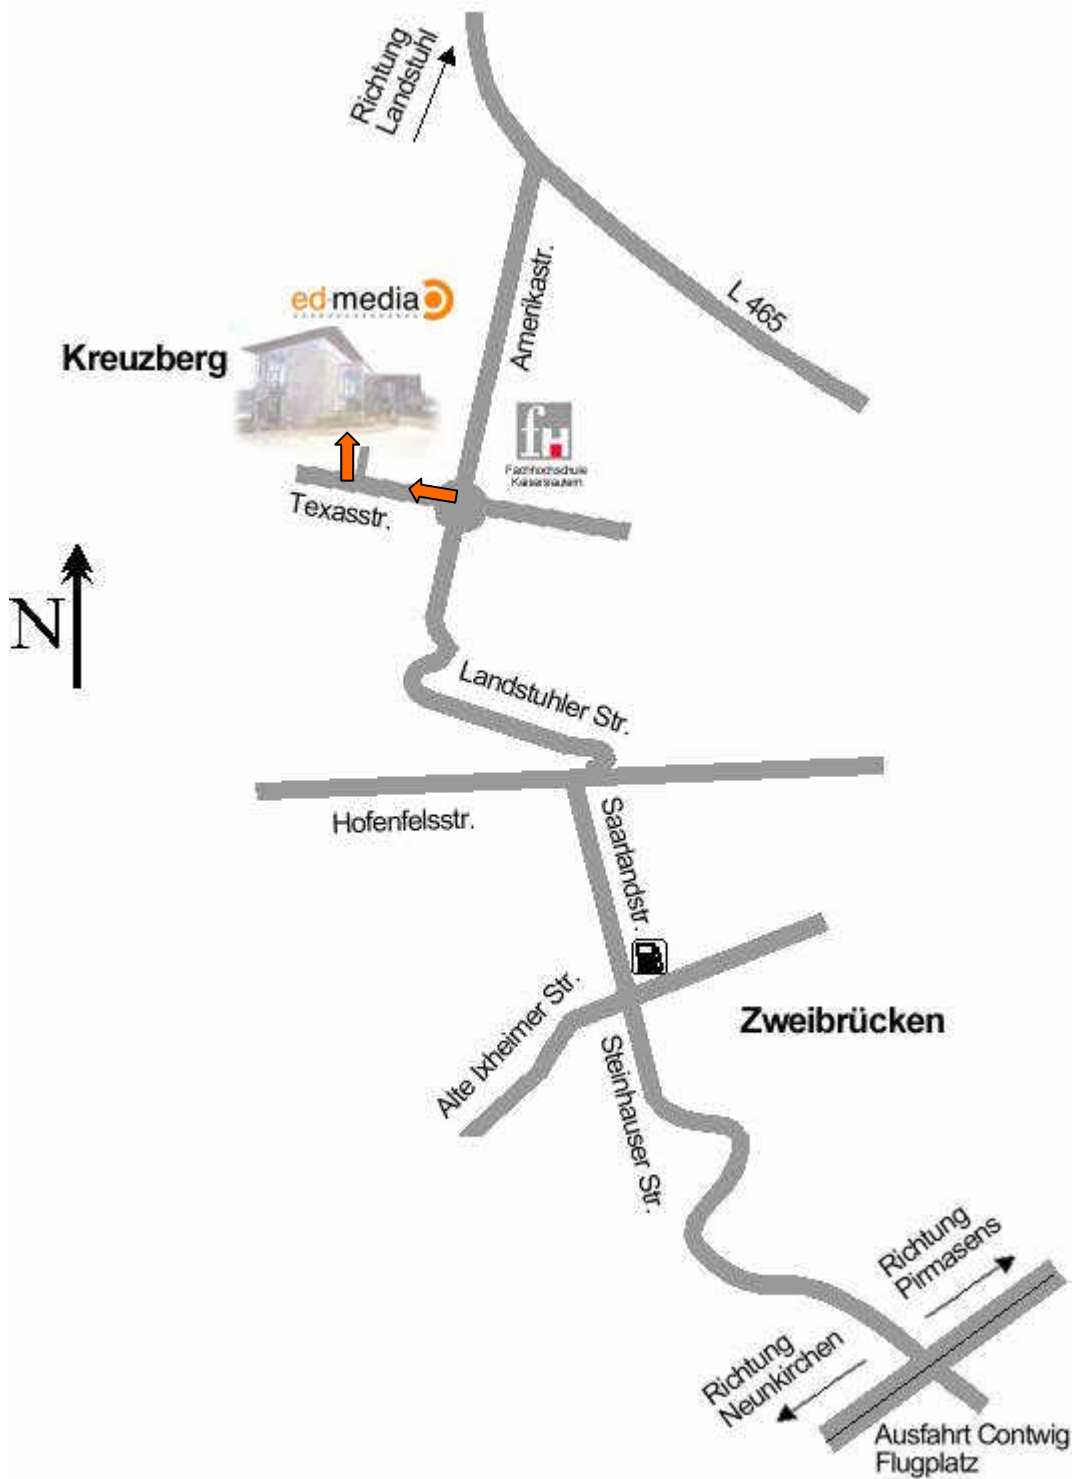 Richtung
Landstuhl
Amerikastr.
L 465
ed-media
Kreuzberg
fH
Fachhochschule
Kaiserslautern
Texasstr.
N
Landstuhler Str.
Hofenfelsstr.
Saarlandstr.
Alte Ixheimer Str.
Zweibrücken
Steinhauser Str.
Richtung
Pirmasens
Richtung
Neunkirchen
Ausfahrt Contwig
Flugplatz